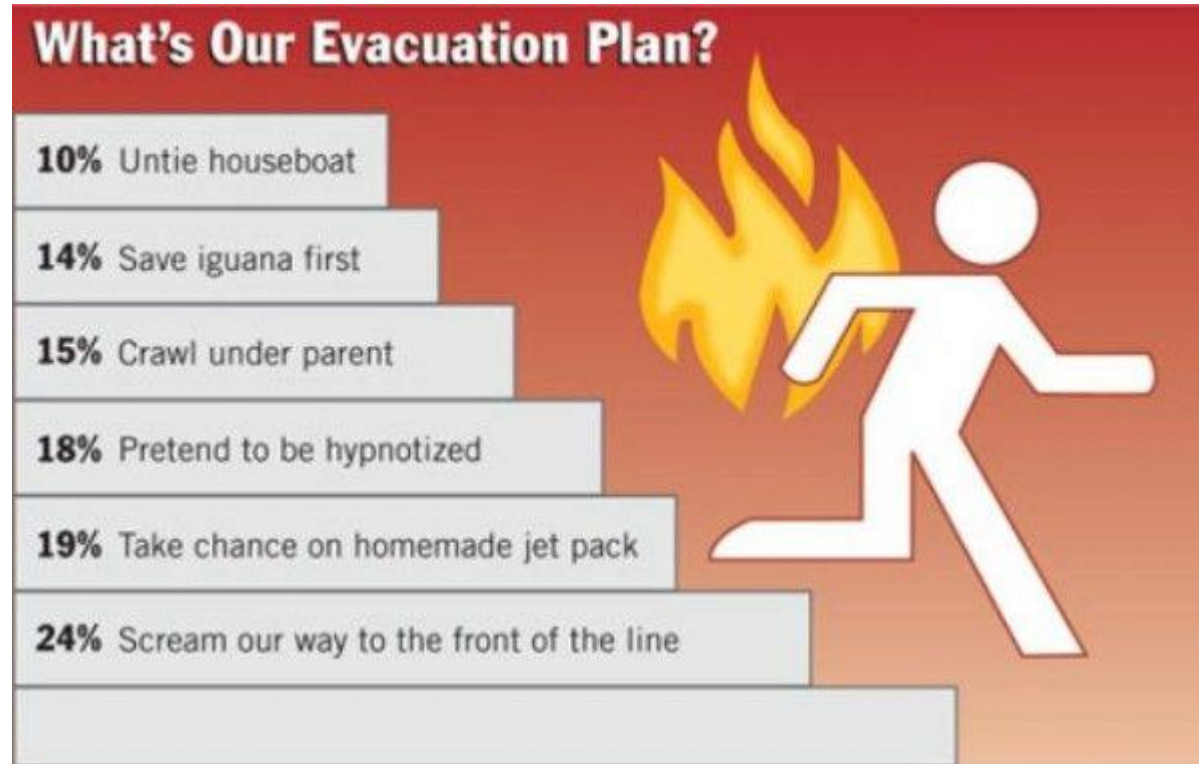 What's Our Evacuation Plan?
10% Untie houseboat
14% Save iguana first
15% Crawl under parent
18% Pretend to be hypnotized
19% Take chance on homemade jet pack
24% Scream our way to the front of the line